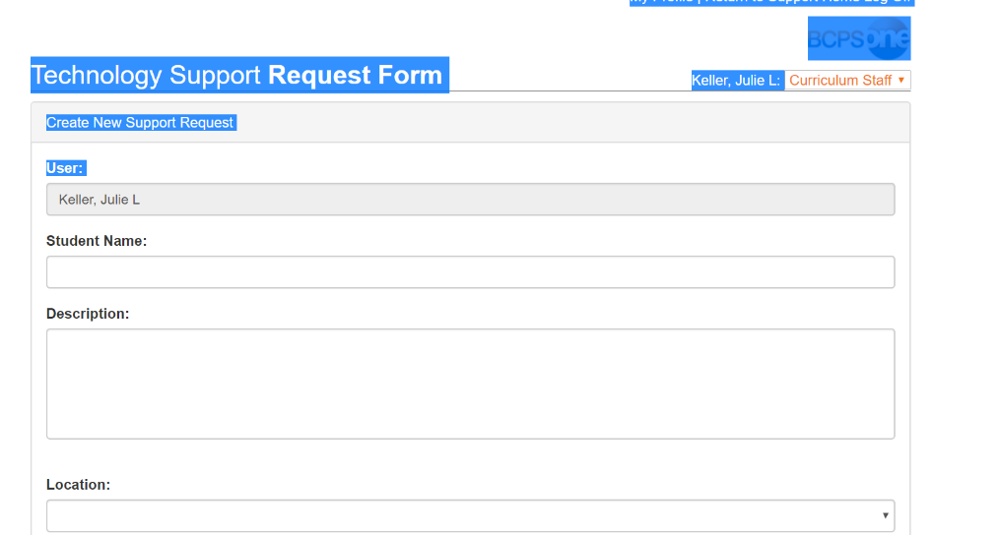 My Profile | Return to Support Home Log Off
BCPSone
Technology Support Request Form
Keller, Julie L: Curriculum Staff ▼
Create New Support Request
User:
Keller, Julie L
Student Name:
Description:
Location: